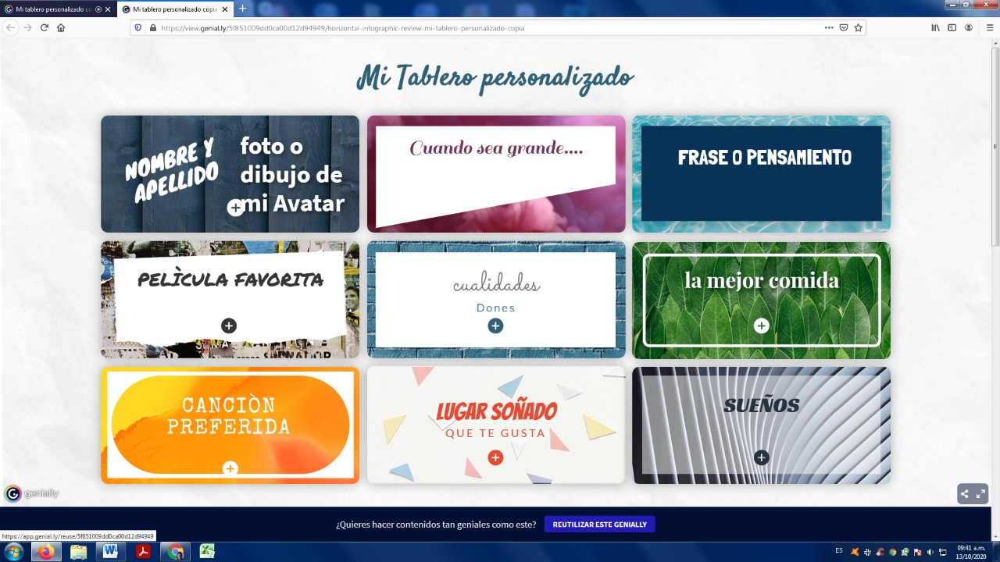 Mi tablero personalizado co
Mi tablero personalizado copia
https://view.genial.ly/5f851009dd0ca00d12d94949/horizontal-infographic-review-mi-tablero-personalizado-copia
Mi Tablero personalizado
NOMBRE Y
APELLIDO
foto o
dibujo de
mi Avatar
Cuando sea grande....
FRASE O PENSAMIENTO
PELÌCULA FAVORITA
cualidades
Dones
la mejor comida
CANCIÒN
PREFERIDA
LUGAR SOÑADO
QUE TE GUSTA
SUEÑOS
genially
¿Quieres hacer contenidos tan geniales como este?
REUTILIZAR ESTE GENIALLY
https://app.genial.ly/reuse/5f851009dd0ca00d12d94949
ES
09:41 a.m.
13/10/2020